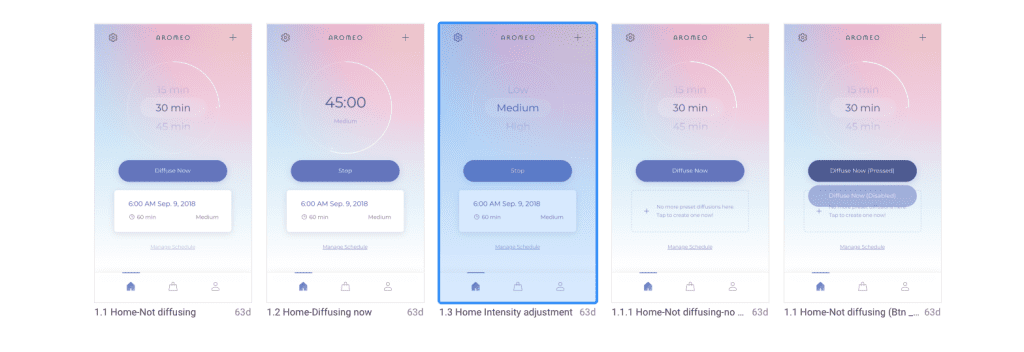 AROMEO
15 min
30 min
45 min
Diffuse Now
6:00 AM Sep. 9, 2018
60 min Medium
Manage Schedule
1.1 Home-Not diffusing 63d
AROMEO
45:00
Medium
Stop
6:00 AM Sep. 9, 2018
60 min Medium
Manage Schedule
1.2 Home-Diffusing now 63d
AROMEO
Low
Medium
High
Stop
6:00 AM Sep. 9, 2018
60 min Medium
Manage Schedule
1.3 Home Intensity adjustment 63d
AROMEO
15 min
30 min
45 min
Diffuse Now
No more preset diffusions here.
Tap to create one now!
Manage Schedule
1.1.1 Home-Not diffusing-no ... 63d
AROMEO
15 min
30 min
45 min
Diffuse Now (Pressed)
Diffuse Now (Disabled)
Tap to create one now!
Manage Schedule
1.1 Home-Not diffusing (Btn _... 63d